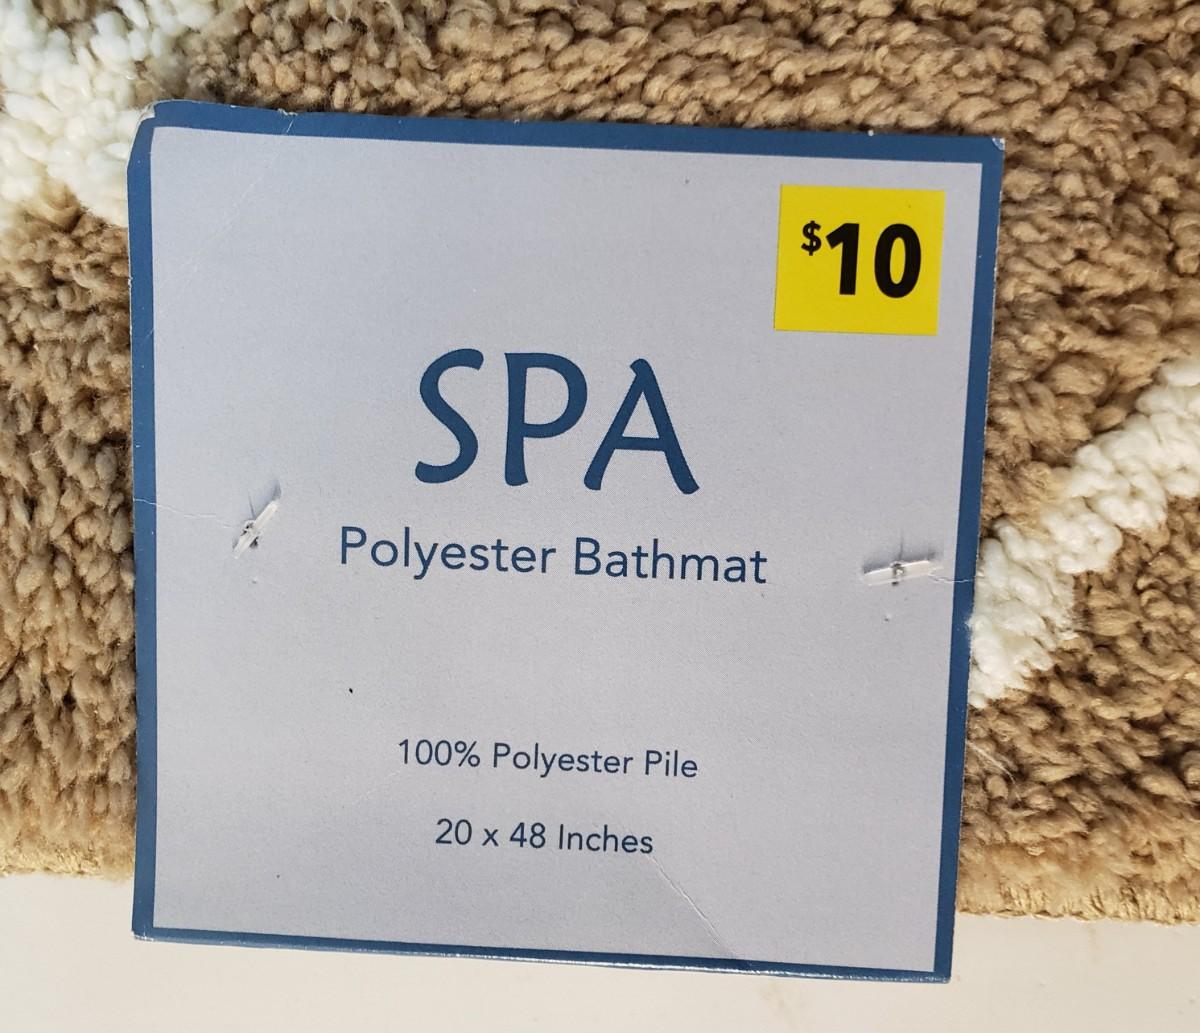 $10
SPA
Polyester Bathmat
100% Polyester Pile
20 x 48 Inches